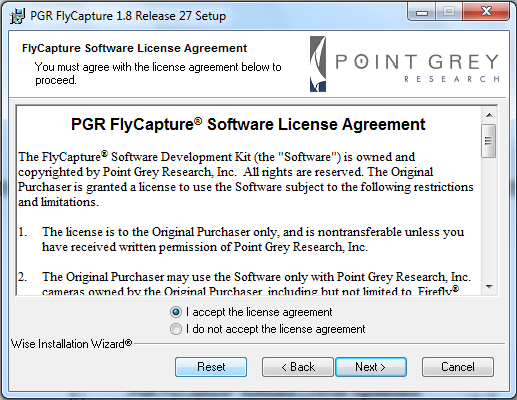 PGR FlyCapture 1.8 Release 27 Setup
FlyCapture Software License Agreement
You must agree with the license agreement below to
proceed.
POINT GREY
RESEARCH
PGR FlyCapture® Software License Agreement
The FlyCapture® Software Development Kit (the "Software") is owned and
copyrighted by Point Grey Research, Inc.  All rights are reserved. The Original
Purchaser is granted a license to use the Software subject to the following restrictions
and limitations.
1. The license is to the Original Purchaser only, and is nontransferable unless you
have received written permission of Point Grey Research, Inc.
2. The Original Purchaser may use the Software only with Point Grey Research, Inc.
cameras owned by the Original Purchaser, including but not limited to, Firefly®
I accept the license agreement
I do not accept the license agreement
Wise Installation Wizard®
Reset < Back Next > Cancel